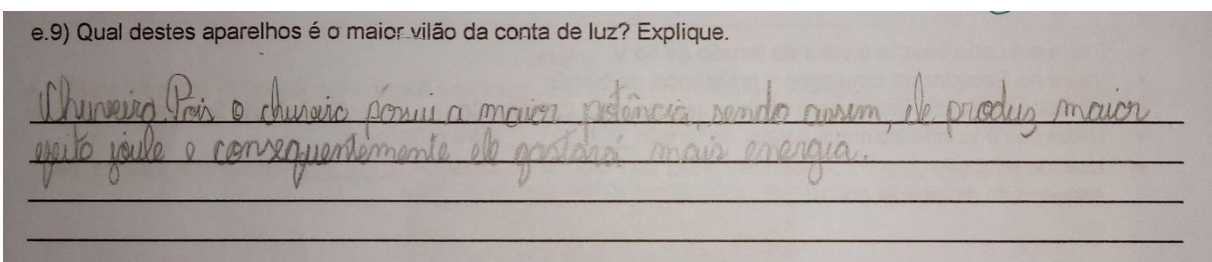 e.9) Qual destes aparelhos é o maior vilão da conta de luz? Explique.
Chuveiro. Pois o chuveiro possui a maior potência, sendo assim, ele produz maior
efeito joule e consequentemente ele gastará mais energia.